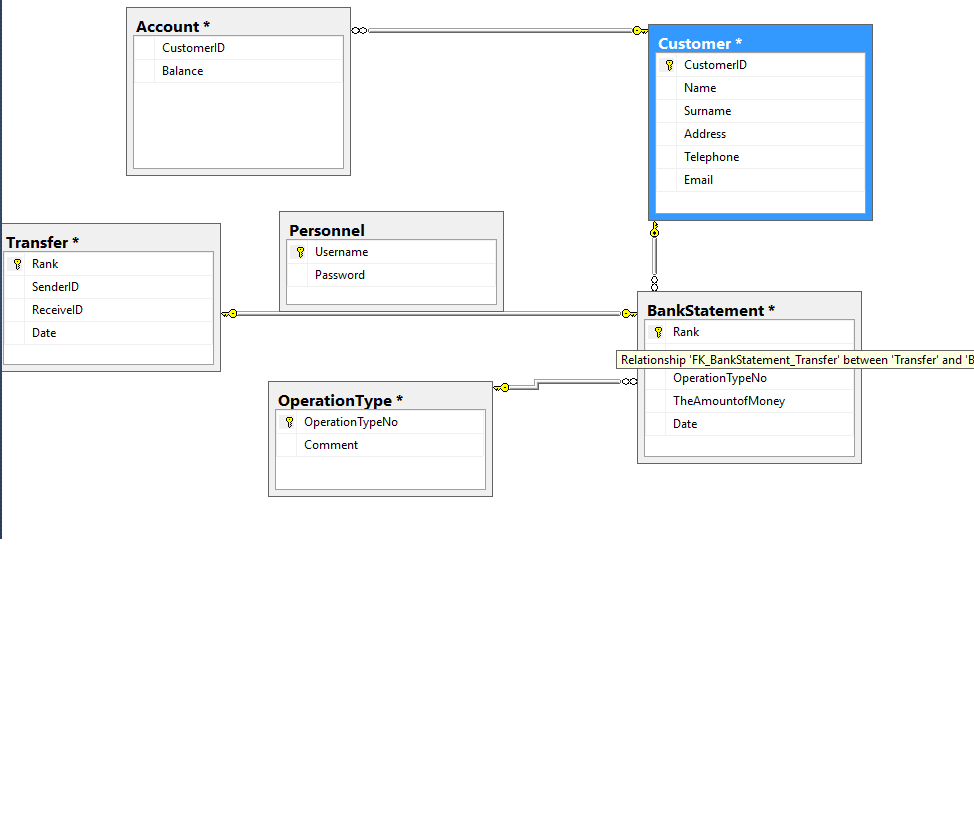 Account *
CustomerID
Balance
Customer *
CustomerID
Name
Surname
Address
Telephone
Email
Transfer *
Rank
SenderID
ReceiveID
Date
Personnel
Username
Password
BankStatement *
Rank
Relationship 'FK_BankStatement_Transfer' between 'Transfer' and 'B
OperationTypeNo
TheAmountofMoney
Date
OperationType *
OperationTypeNo
Comment